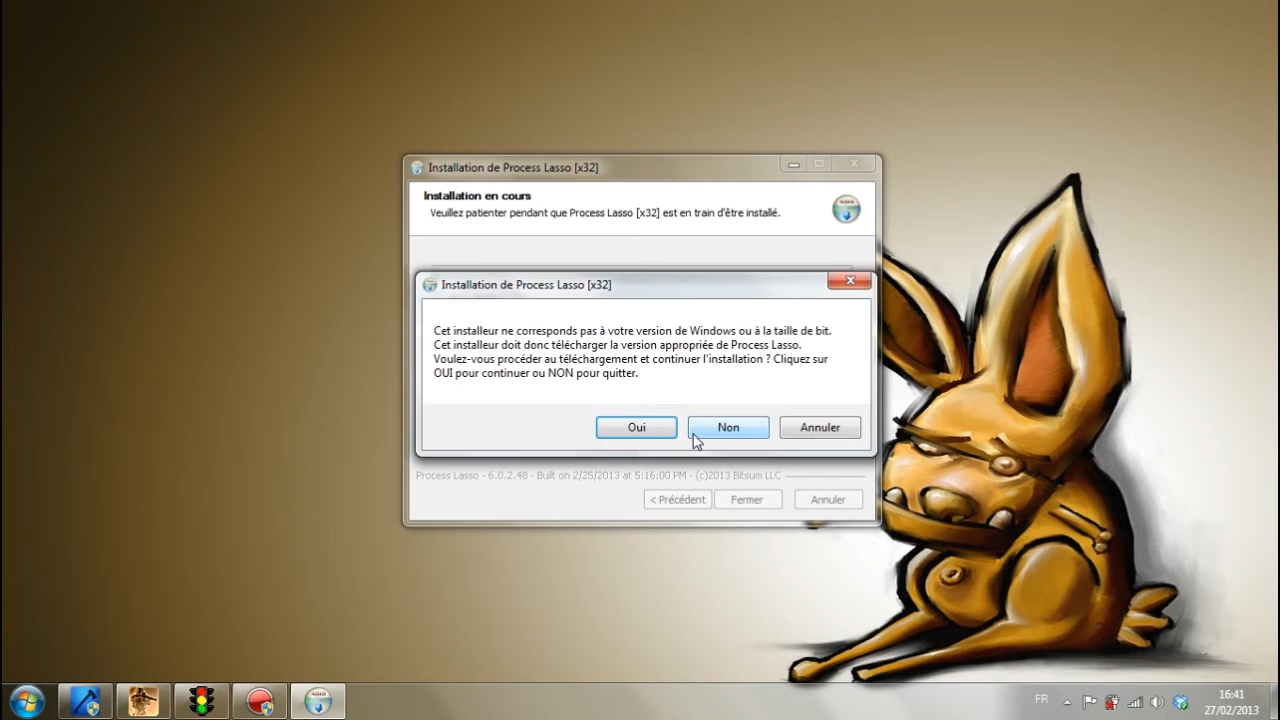 Installation de Process Lasso [x32]
Installation en cours
Veuillez patienter pendant que Process Lasso [x32] est en train d'être installé.
Installation de Process Lasso [x32]
Cet installeur ne corresponds pas à votre version de Windows ou à la taille de bit.
Cet installeur doit donc télécharger la version appropriée de Process Lasso.
Voulez-vous procéder au téléchargement et continuer l'installation ? Cliquez sur
OUI pour continuer ou NON pour quitter.
Oui Non Annuler
Process Lasso - 6.0.2.48 - Built on 2/25/2013 at 5:16:00 PM - (c)2013 Bitsum LLC
< Précédent Fermer Annuler
FR 16:41
27/02/2013